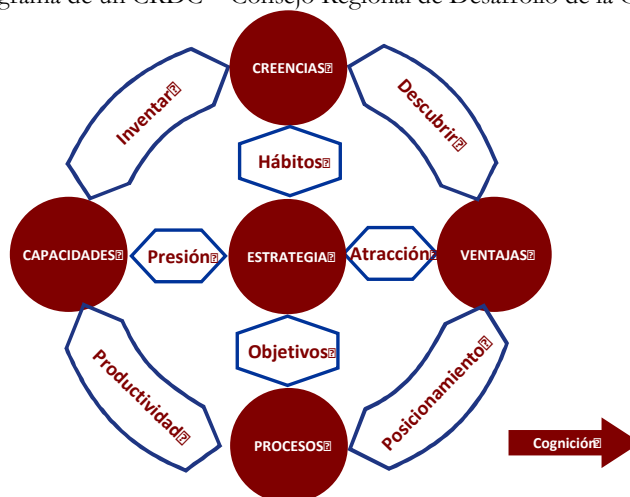 grama de un CRDC – Consejo Regional de Desarrollo de la
CREENCIAS
Inventar
Descubrir
Hábitos
CAPACIDADES
Presión
ESTRATEGIA
Atracción
VENTAJAS
Objetivos
Productividad
Posicionamiento
PROCESOS
Cognición